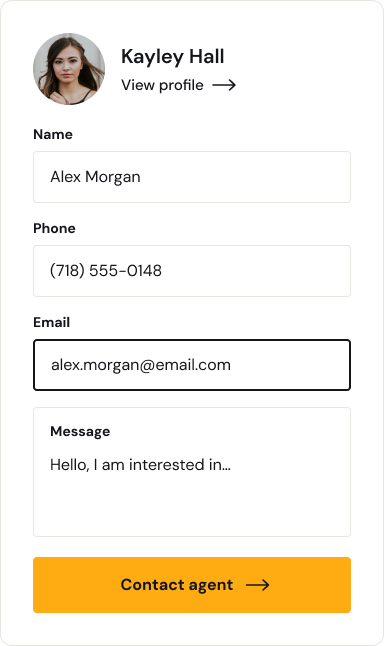 Kayley Hall
View profile
Name
Alex Morgan
Phone
(718) 555-0148
Email
alex.morgan@email.com
Message
Hello, I am interested in...
Contact agent